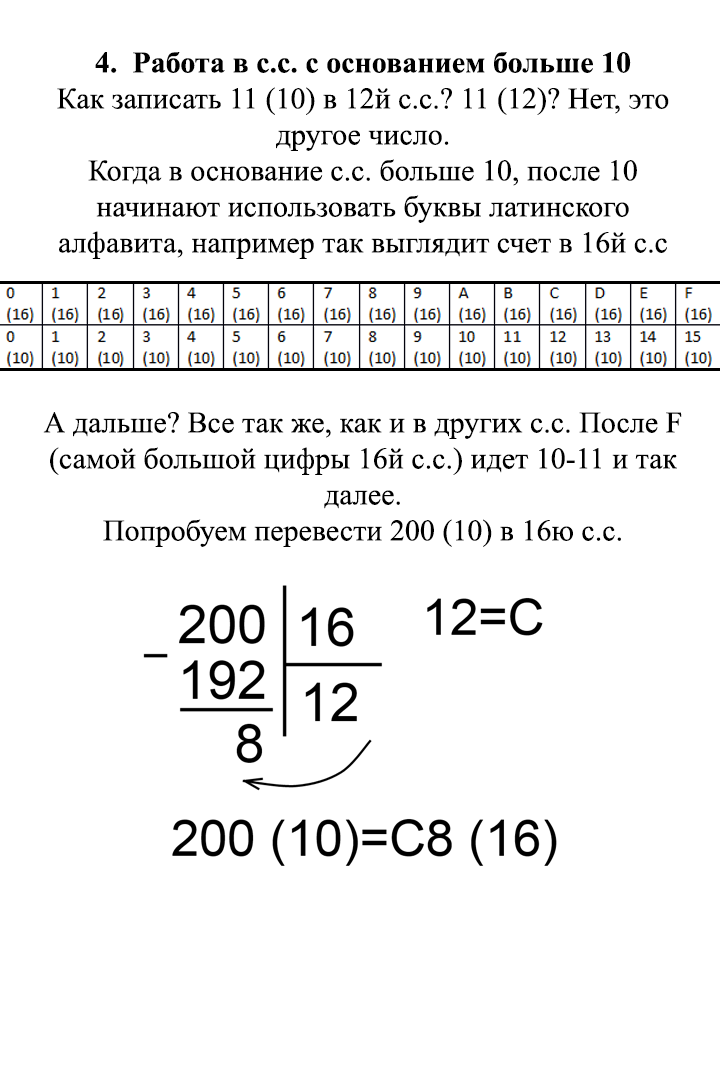 4. Работа в с.с. с основанием больше 10
Как записать 11 (10) в 12й с.с.? 11 (12)? Нет, это
другое число.
Когда в основание с.с. больше 10, после 10
начинают использовать буквы латинского
алфавита, например так выглядит счет в 16й с.с
0 1 2 3 4 5 6 7 8 9 A B C D E F
(16) (16) (16) (16) (16) (16) (16) (16) (16) (16) (16) (16) (16) (16) (16) (16)
0 1 2 3 4 5 6 7 8 9 10 11 12 13 14 15
(10) (10) (10) (10) (10) (10) (10) (10) (10) (10) (10) (10) (10) (10) (10) (10)
А дальше? Все так же, как и в других с.с. После F
(самой большой цифры 16й с.с.) идет 10-11 и так
далее.
Попробуем перевести 200 (10) в 16ю с.с.
200 16 12=C
– 192 12
8
200 (10)=C8 (16)